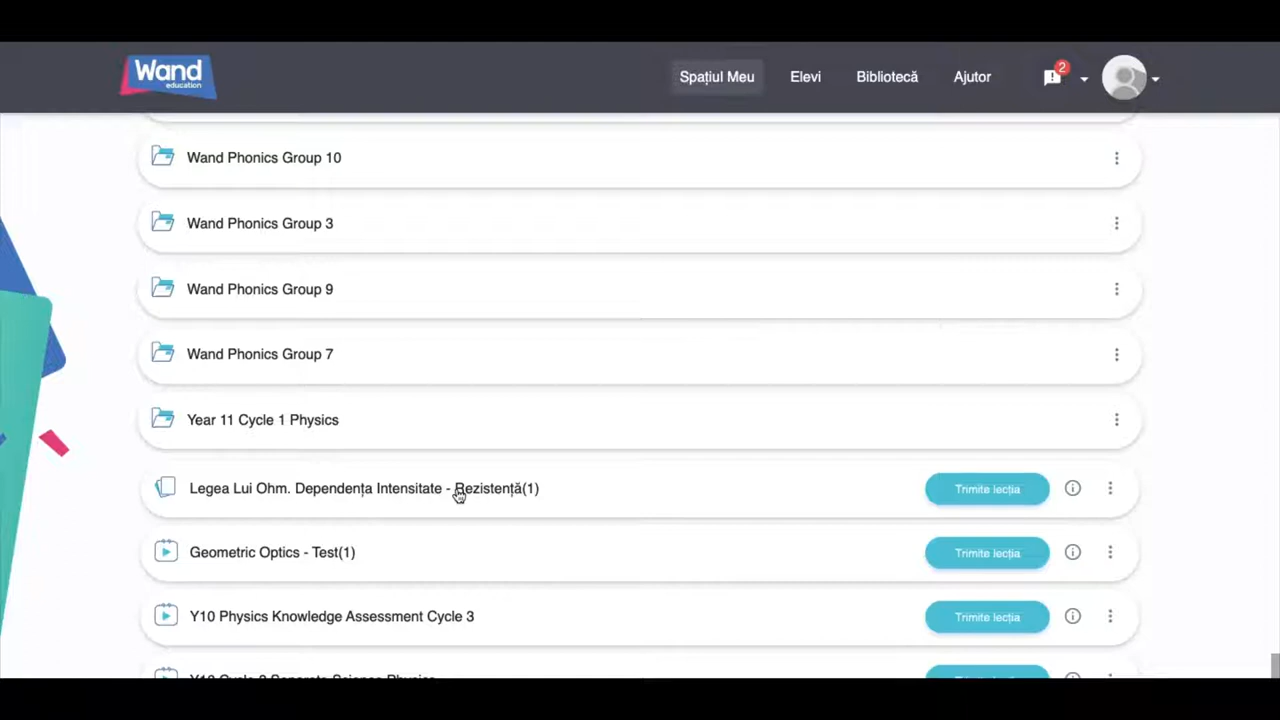 Wand
education
Spațiul Meu
Elevi
Bibliotecă
Ajutor
2
Wand Phonics Group 10
Wand Phonics Group 3
Wand Phonics Group 9
Wand Phonics Group 7
Year 11 Cycle 1 Physics
Legea Lui Ohm. Dependența Intensitate - Rezistență(1)
Trimite lecția
Geometric Optics - Test(1)
Trimite lecția
Y10 Physics Knowledge Assessment Cycle 3
Trimite lecția